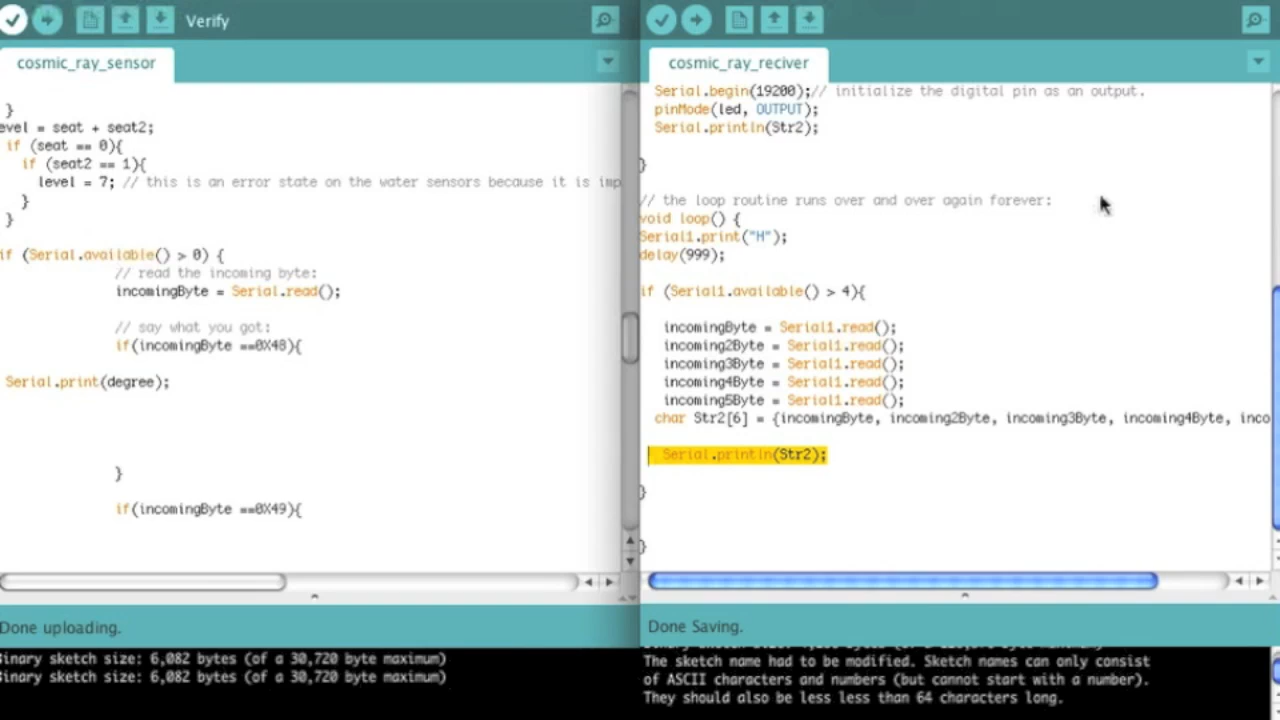 Verify
cosmic_ray_sensor
}
evel = seat + seat2;
if (seat == 0){
if (seat2 == 1){
level = 7; // this is an error state on the water sensors because it is imp
}
}
if (Serial.available() > 0) {
// read the incoming byte:
incomingByte = Serial.read();
// say what you got:
if(incomingByte ==0X48){
Serial.print(degree);
}
if(incomingByte ==0X49){
Done uploading.
Binary sketch size: 6,082 bytes (of a 30,720 byte maximum)
Binary sketch size: 6,082 bytes (of a 30,720 byte maximum)
cosmic_ray_reciver
Serial.begin(19200);// initialize the digital pin as an output.
pinMode(led, OUTPUT);
Serial.println(Str2);
}
// the loop routine runs over and over again forever:
void loop() {
Serial1.print("H");
delay(999);
if (Serial1.available() > 4){
incomingByte = Serial1.read();
incoming2Byte = Serial1.read();
incoming3Byte = Serial1.read();
incoming4Byte = Serial1.read();
incoming5Byte = Serial1.read();
char Str2[6] = {incomingByte, incoming2Byte, incoming3Byte, incoming4Byte, inco
Serial.println(Str2);
}
}
Done Saving.
The sketch name had to be modified. Sketch names can only consist
of ASCII characters and numbers (but cannot start with a number).
They should also be less less than 64 characters long.